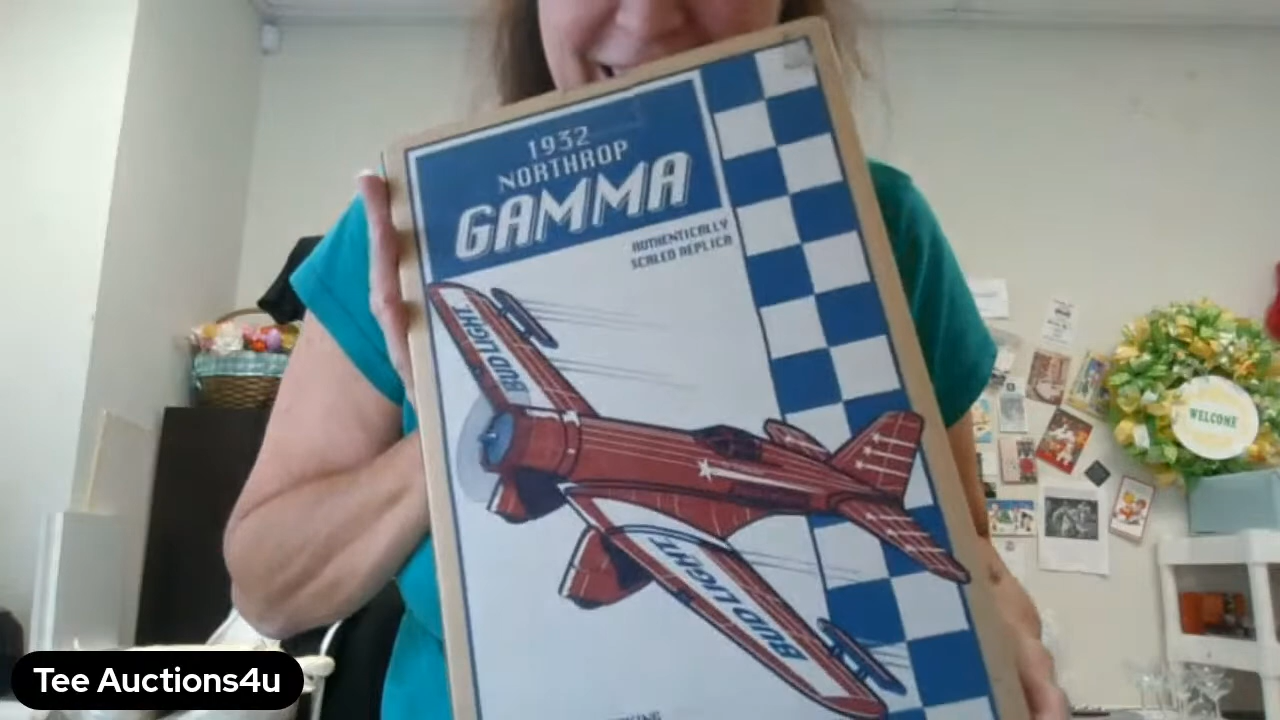 1932
NORTHROP
GAMMA
AUTHENTICALLY
SCALED REPLICA
BUD LIGHT
BUD LIGHT
WELCOME
Tee Auctions4u